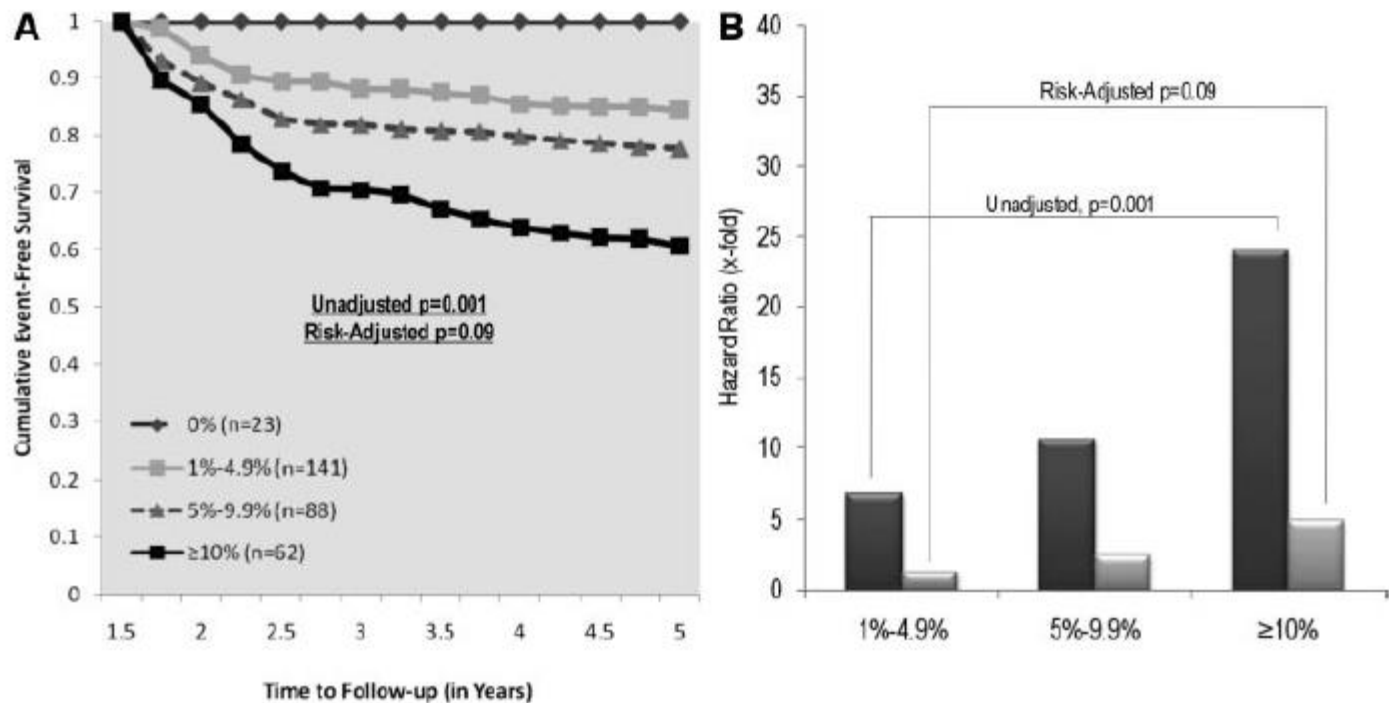 A
1
0.9
0.8
0.7
0.6
0.5
0.4
0.3
0.2
0.1
0
Cumulative Event-Free Survival
Unadjusted p=0.001
Risk-Adjusted p=0.09
0% (n=23)
1%-4.9% (n=141)
5%-9.9% (n=88)
≥10% (n=62)
1.5 2 2.5 3 3.5 4 4.5 5
Time to Follow-up (in Years)
B
40
35
30
25
20
15
10
5
0
Hazard Ratio (x-fold)
Risk-Adjusted p=0.09
Unadjusted, p=0.001
1%-4.9% 5%-9.9% ≥10%